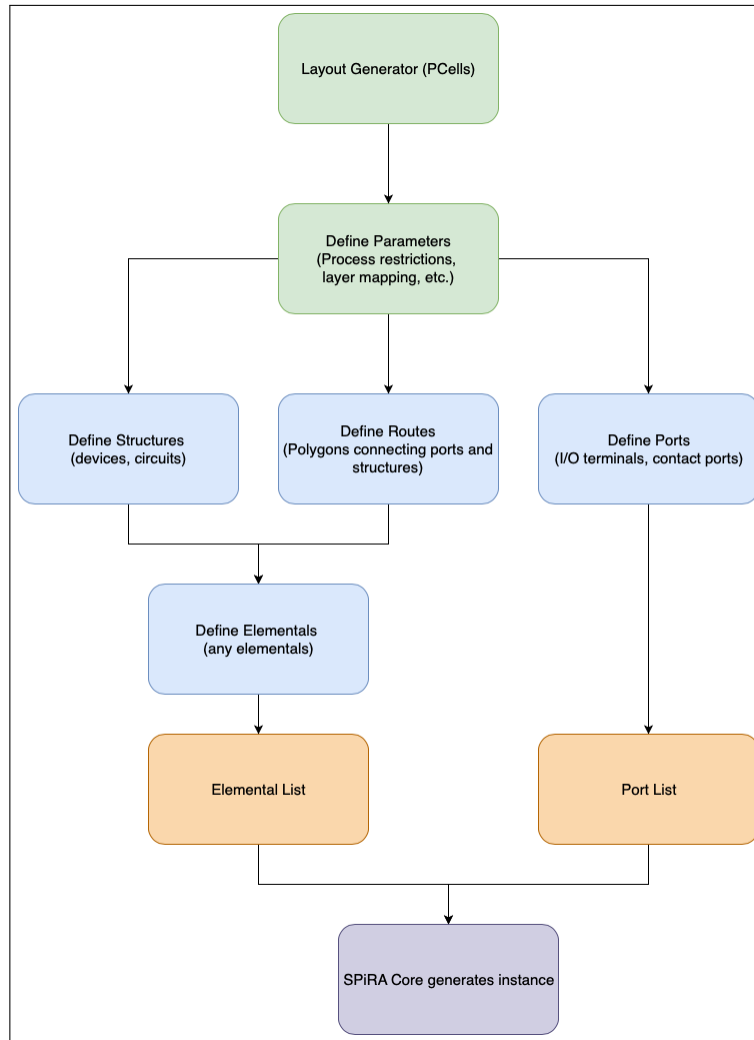 Layout Generator (PCells)
Define Parameters
(Process restrictions,
layer mapping, etc.)
Define Structures
(devices, circuits)
Define Routes
(Polygons connecting ports and
structures)
Define Ports
(I/O terminals, contact ports)
Define Elementals
(any elementals)
Elemental List
Port List
SPiRA Core generates instance